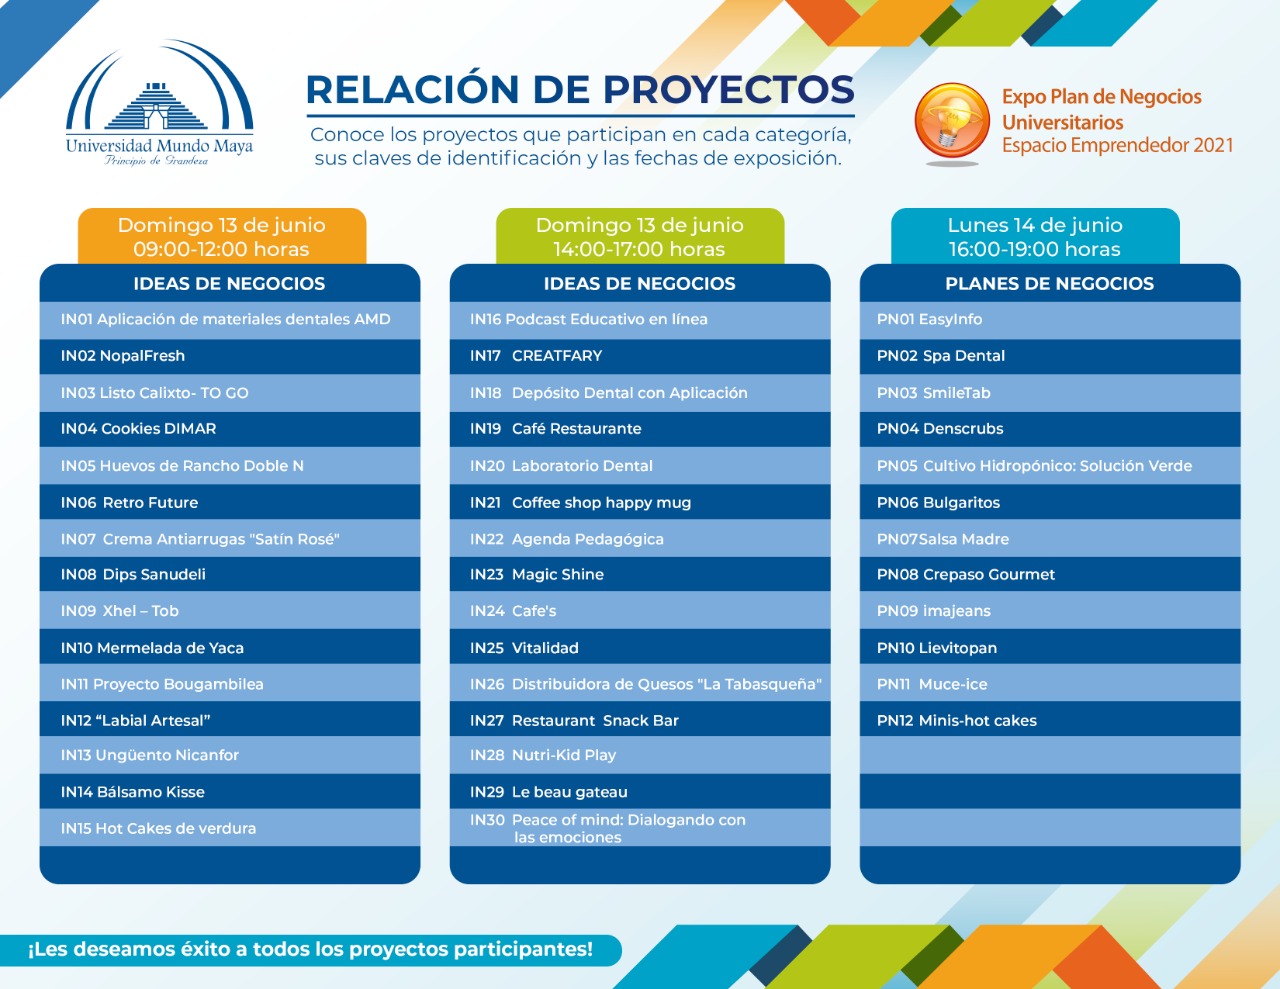 Universidad Mundo Maya
Principio de Grandeza
RELACIÓN DE PROYECTOS
Conoce los proyectos que participan en cada categoría,
sus claves de identificación y las fechas de exposición.
Expo Plan de Negocios
Universitarios
Espacio Emprendedor 2021
Domingo 13 de junio
09:00-12:00 horas
IDEAS DE NEGOCIOS
IN01 Aplicación de materiales dentales AMD
IN02 NopalFresh
IN03 Listo Calixto- TO GO
IN04 Cookies DIMAR
IN05 Huevos de Rancho Doble N
IN06 Retro Future
IN07 Crema Antiarrugas "Satín Rosé"
IN08 Dips Sanudeli
IN09 Xhel – Tob
IN10 Mermelada de Yaca
IN11 Proyecto Bougambilea
IN12 “Labial Artesal”
IN13 Ungüento Nicanfor
IN14 Bálsamo Kisse
IN15 Hot Cakes de verdura
Domingo 13 de junio
14:00-17:00 horas
IDEAS DE NEGOCIOS
IN16 Podcast Educativo en línea
IN17 CREATFARY
IN18 Depósito Dental con Aplicación
IN19 Café Restaurante
IN20 Laboratorio Dental
IN21 Coffee shop happy mug
IN22 Agenda Pedagógica
IN23 Magic Shine
IN24 Cafe's
IN25 Vitalidad
IN26 Distribuidora de Quesos "La Tabasqueña"
IN27 Restaurant Snack Bar
IN28 Nutri-Kid Play
IN29 Le beau gateau
IN30 Peace of mind: Dialogando con
las emociones
Lunes 14 de junio
16:00-19:00 horas
PLANES DE NEGOCIOS
PN01 EasyInfo
PN02 Spa Dental
PN03 SmileTab
PN04 Denscrubs
PN05 Cultivo Hidropónico: Solución Verde
PN06 Bulgaritos
PN07Salsa Madre
PN08 Crepaso Gourmet
PN09 imajeans
PN10 Lievitopan
PN11 Muce-ice
PN12 Minis-hot cakes
¡Les deseamos éxito a todos los proyectos participantes!